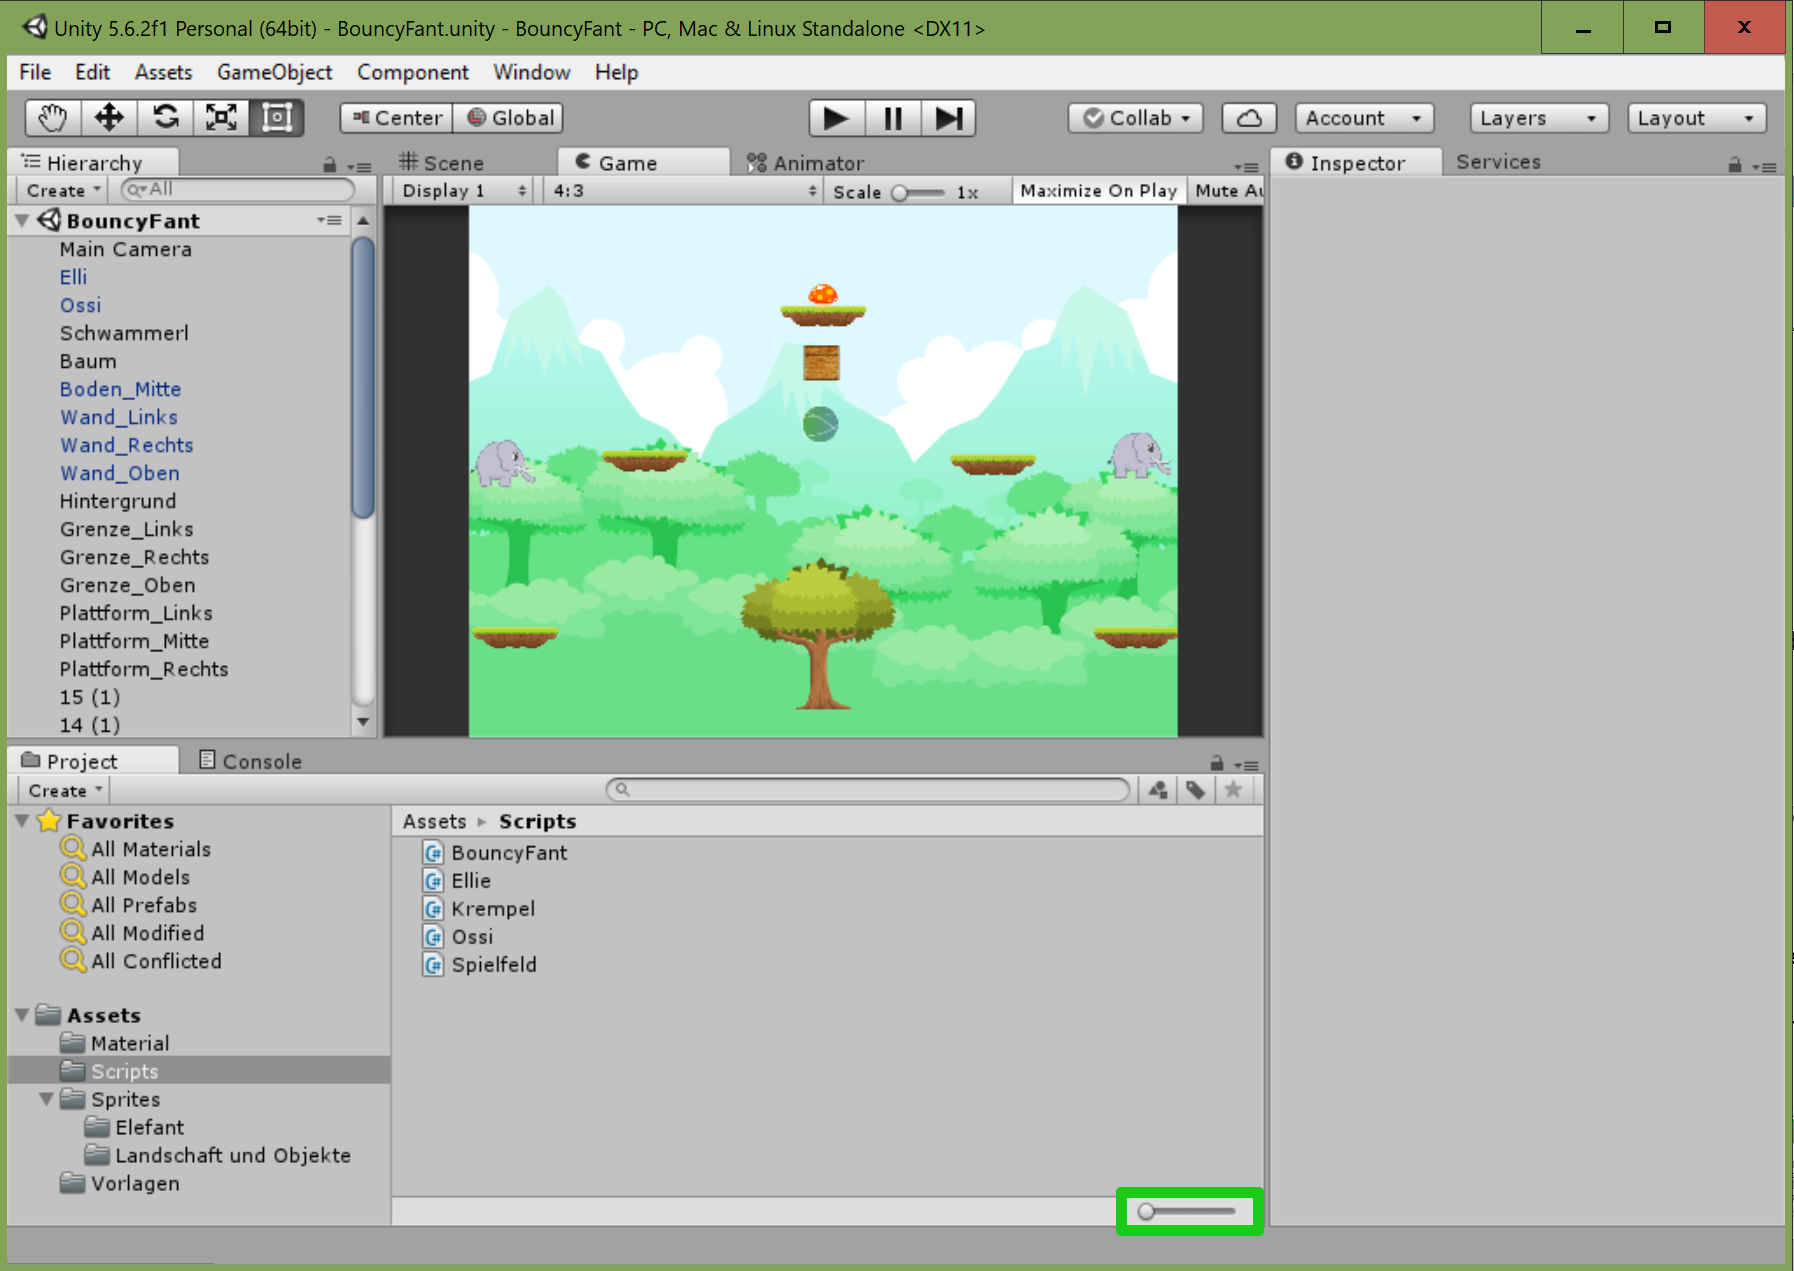 Unity 5.6.2f1 Personal (64bit) - BouncyFant.unity - BouncyFant - PC, Mac & Linux Standalone <DX11>
File Edit Assets GameObject Component Window Help
Center Global Collab Account Layers Layout
Hierarchy
Create All
BouncyFant
Main Camera
Elli
Ossi
Schwammerl
Baum
Boden_Mitte
Wand_Links
Wand_Rechts
Wand_Oben
Hintergrund
Grenze_Links
Grenze_Rechts
Grenze_Oben
Plattform_Links
Plattform_Mitte
Plattform_Rechts
15 (1)
14 (1)
Scene Game Animator
Display 1 4:3 Scale 1x Maximize On Play Mute Au
Inspector Services
Project Console
Create
Favorites
All Materials
All Models
All Prefabs
All Modified
All Conflicted
Assets
Material
Scripts
Sprites
Elefant
Landschaft und Objekte
Vorlagen
Assets Scripts
C# BouncyFant
C# Ellie
C# Krempel
C# Ossi
C# Spielfeld